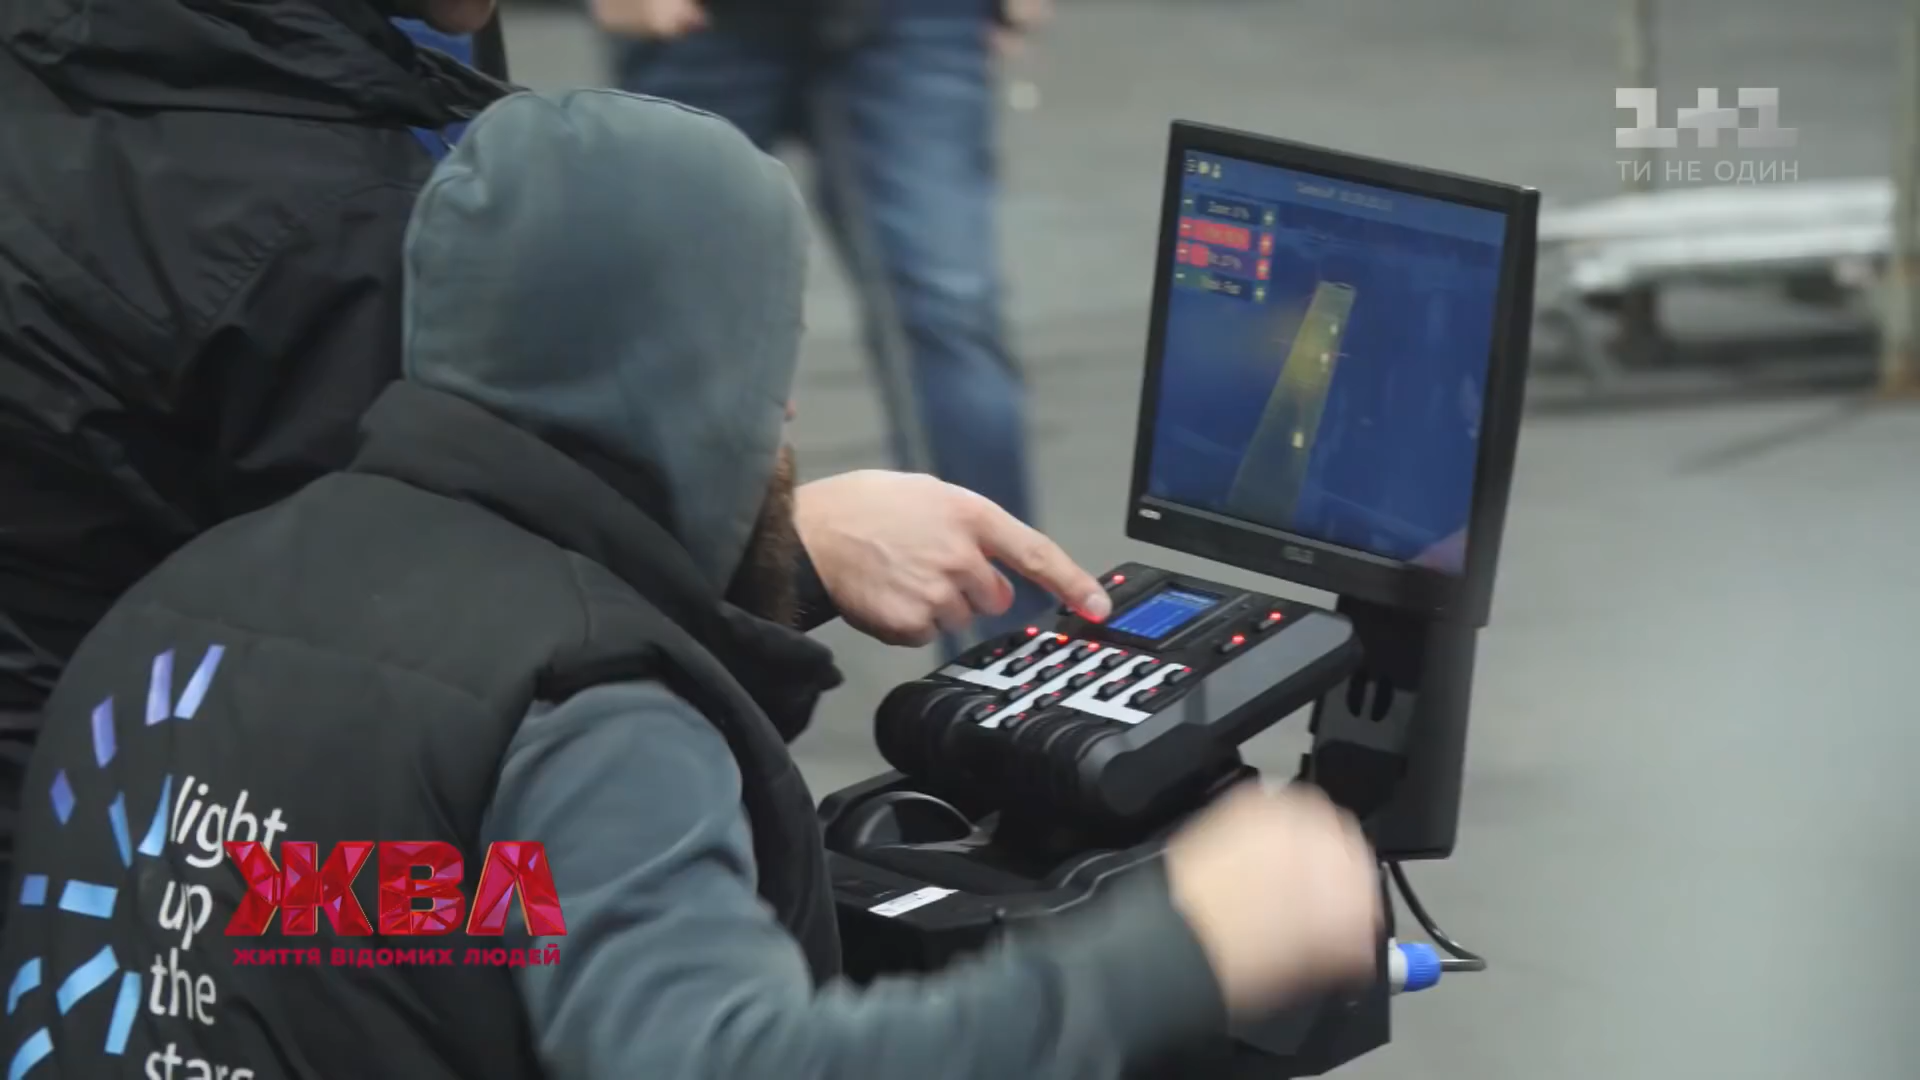 1+1
ТИ НЕ ОДИН
light
up
the
stars
ЖВЛ
ЖИТТЯ ВІДОМИХ ЛЮДЕЙ